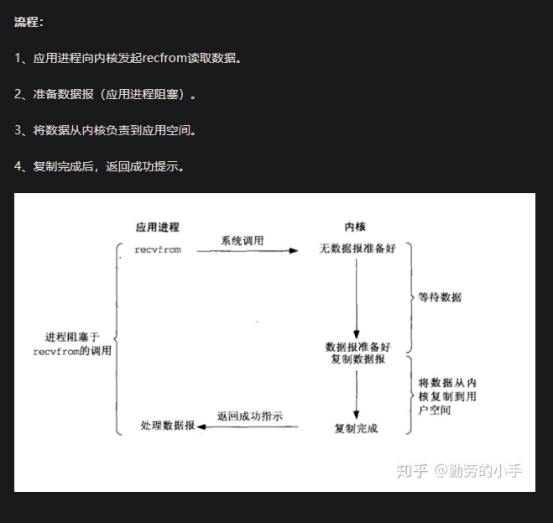 流程：
1、应用进程向内核发起recfrom读取数据。
2、准备数据报（应用进程阻塞）。
3、将数据从内核负责到应用空间。
4、复制完成后，返回成功提示。
应用进程
内核
recvfrom
系统调用
无数据报准备好
等待数据
进程阻塞于
recvfrom的调用
数据报准备好
复制数据报
将数据从内
核复制到用
户空间
处理数据报
返回成功指示
复制完成
知乎 @勤劳的小手